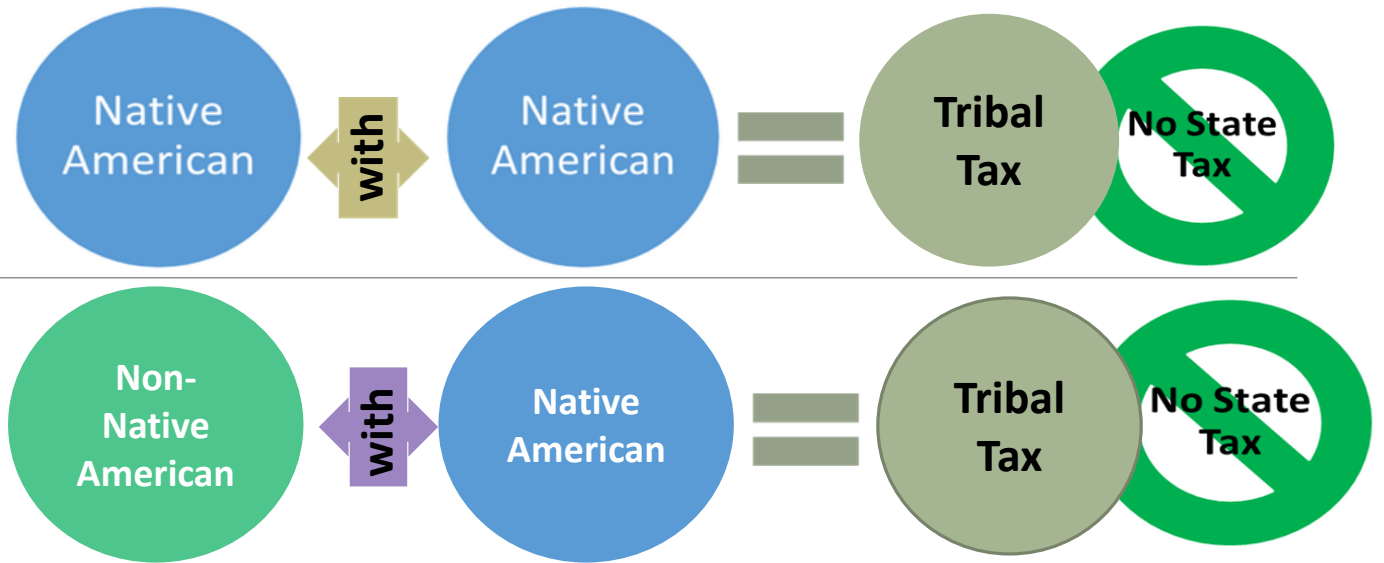 Native
American
with
Native
American
Tribal
Tax
No State
Tax
Non-
Native
American
with
Native
American
Tribal
Tax
No State
Tax